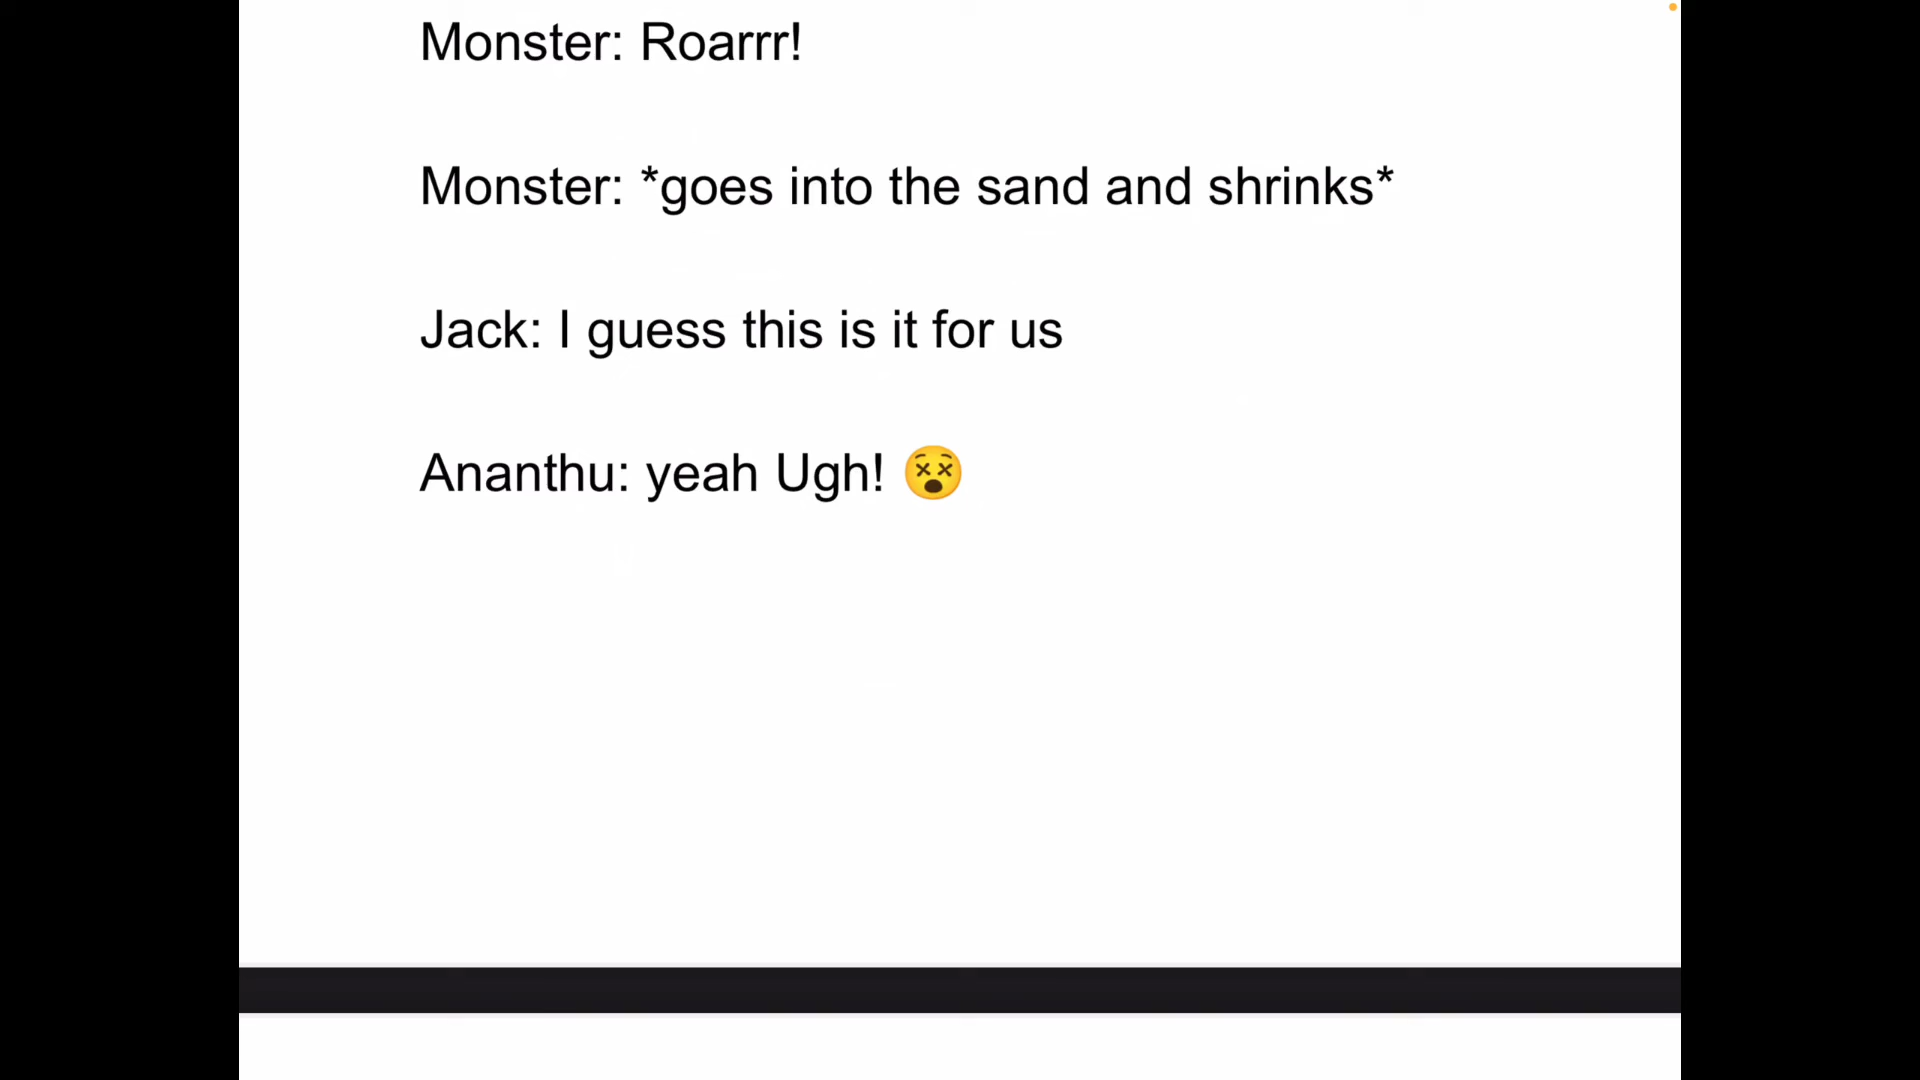 Monster: Roarrr!
Monster: *goes into the sand and shrinks*
Jack: I guess this is it for us
Ananthu: yeah Ugh! 😵